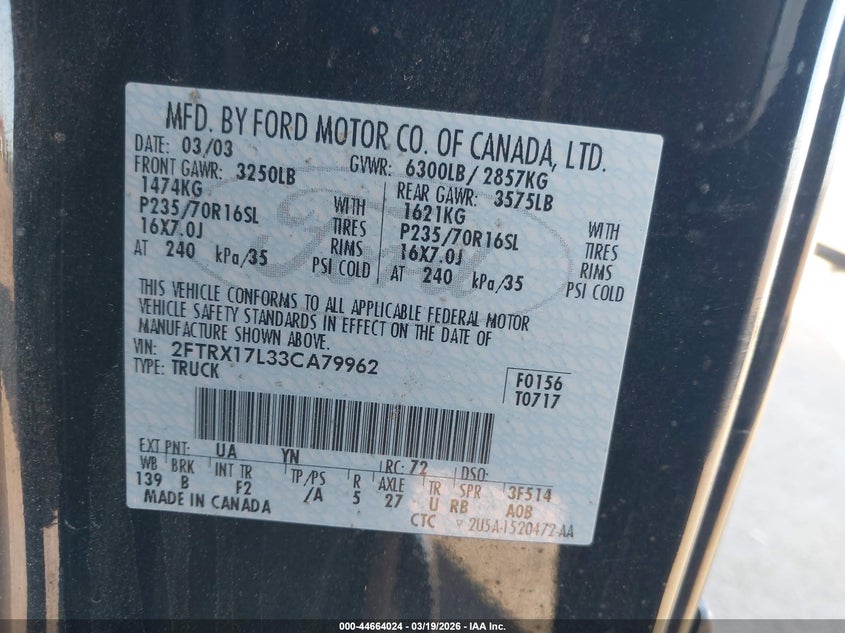 MFD. BY FORD MOTOR CO. OF CANADA, LTD.
DATE: 03/03 GVWR: 6300LB/2857KG
FRONT GAWR: 3250LB REAR GAWR: 3575LB
1474KG WITH 1621KG WITH
P235/70R16SL TIRES P235/70R16SL TIRES
16X7.0J RIMS 16X7.0J RIMS
AT 240 kPa/35 PSI COLD AT 240 kPa/35 PSI COLD
THIS VEHICLE CONFORMS TO ALL APPLICABLE FEDERAL MOTOR
VEHICLE SAFETY STANDARDS IN EFFECT ON THE DATE OF
MANUFACTURE SHOWN ABOVE.
VIN: 2FTRX17L33CA79962
TYPE: TRUCK
F0156
T0717
EXT PNT: UA YN RC: 72 DSO:
WB BRK INT TR TP/PS R AXLE TR SPR 3F514
139 B F2 /A 5 27 U RB A0B
MADE IN CANADA CTC 2U5A-1520472-AA
000-44664024 - 03/19/2026 - IAA Inc.